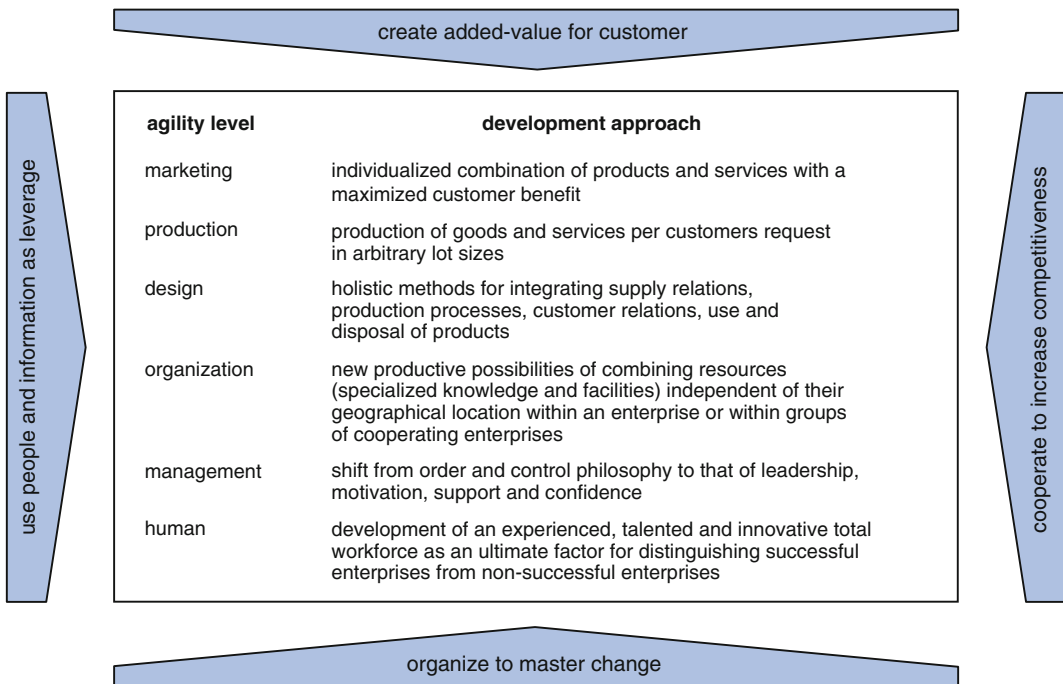 create added-value for customer
use people and information as leverage
agility level development approach
marketing individualized combination of products and services with a
maximized customer benefit
production production of goods and services per customers request
in arbitrary lot sizes
design holistic methods for integrating supply relations,
production processes, customer relations, use and
disposal of products
organization new productive possibilities of combining resources
(specialized knowledge and facilities) independent of their
geographical location within an enterprise or within groups
of cooperating enterprises
management shift from order and control philosophy to that of leadership,
motivation, support and confidence
human development of an experienced, talented and innovative total
workforce as an ultimate factor for distinguishing successful
enterprises from non-successful enterprises
cooperate to increase competitiveness
organize to master change